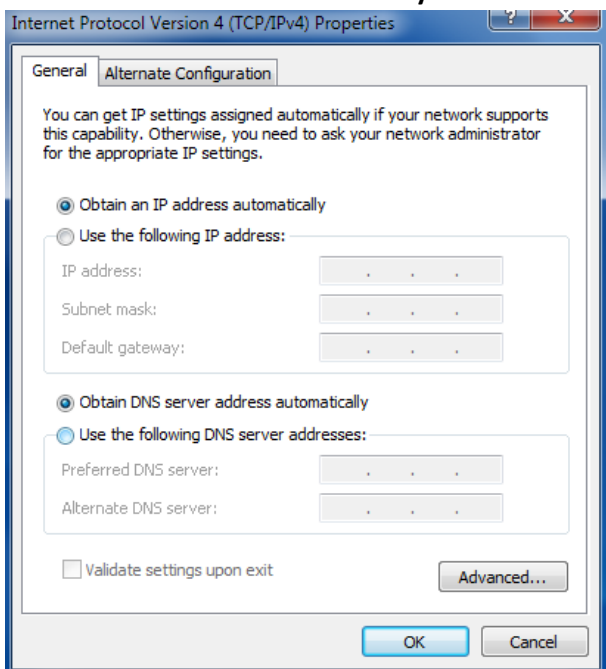 Internet Protocol Version 4 (TCP/IPv4) Properties
General
Alternate Configuration
You can get IP settings assigned automatically if your network supports
this capability. Otherwise, you need to ask your network administrator
for the appropriate IP settings.
Obtain an IP address automatically
Use the following IP address:
IP address:
Subnet mask:
Default gateway:
Obtain DNS server address automatically
Use the following DNS server addresses:
Preferred DNS server:
Alternate DNS server:
Validate settings upon exit
Advanced...
OK
Cancel